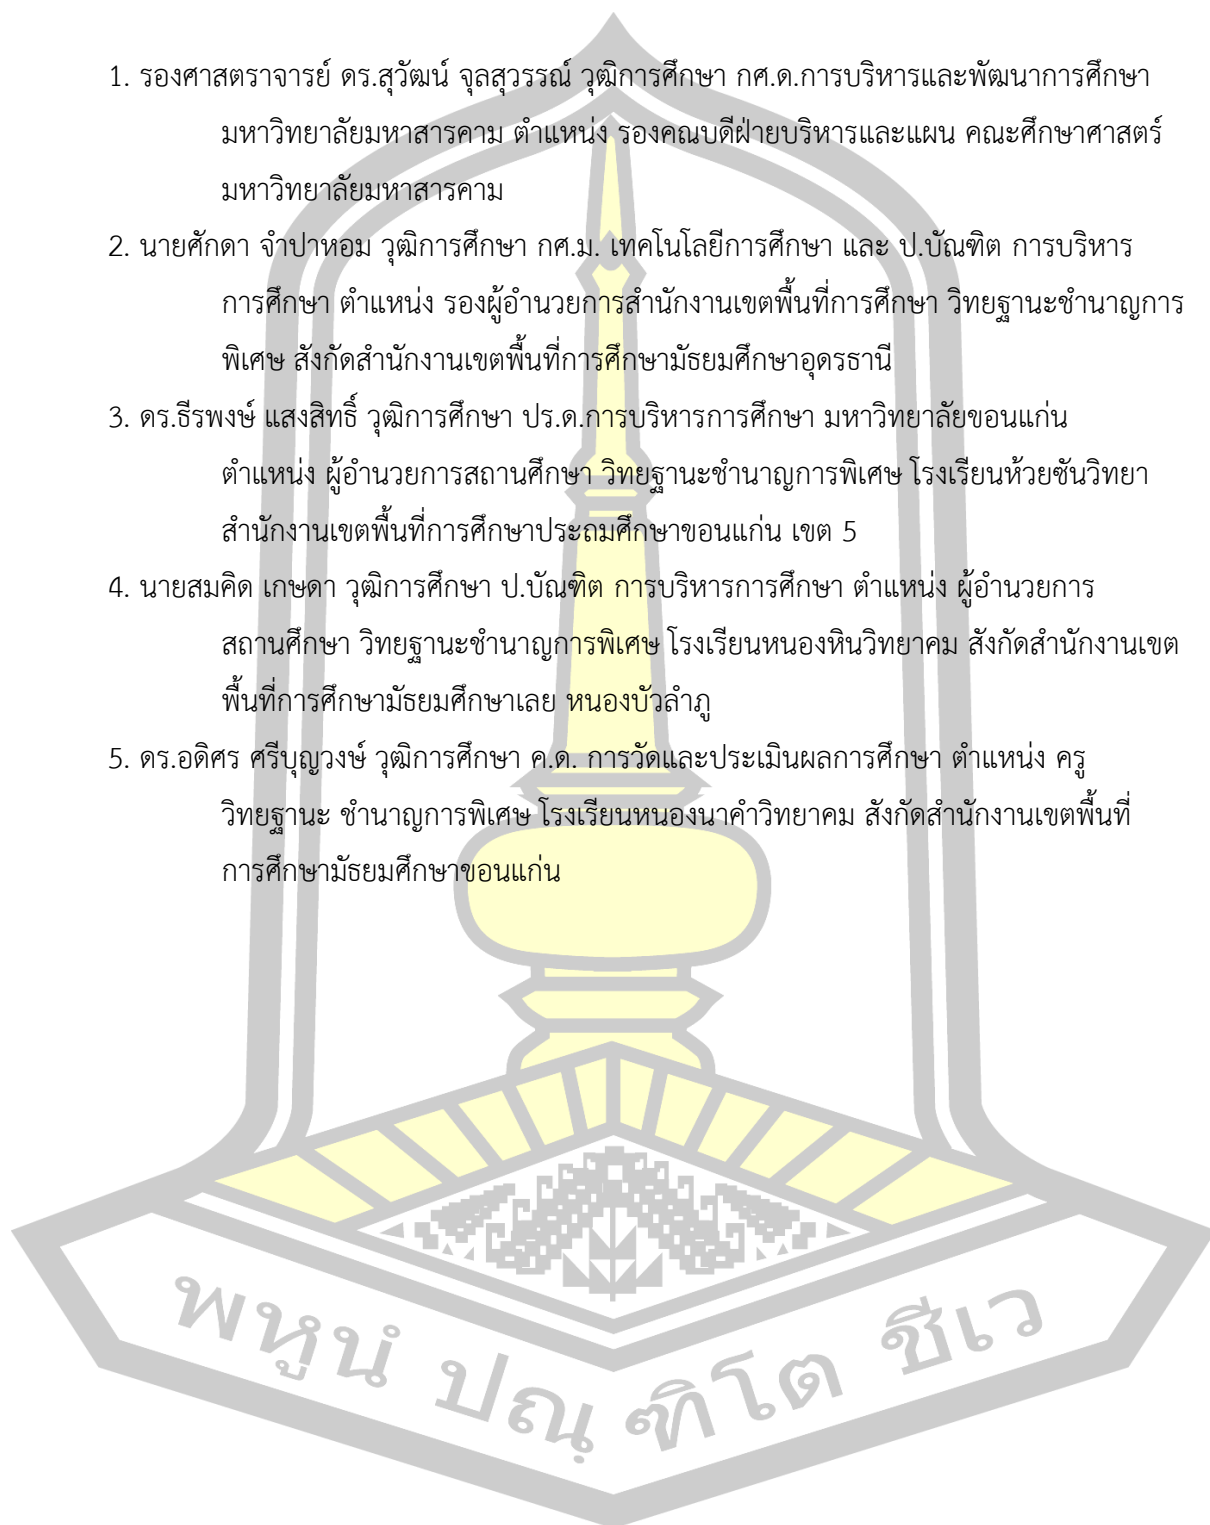 1. รองศาสตราจารย์ ดร.สุวัฒน์ จุลสุวรรณ์ วุฒิการศึกษา กศ.ด.การบริหารและพัฒนาการศึกษา
มหาวิทยาลัยมหาสารคาม ตำแหน่ง รองคณบดีฝ่ายบริหารและแผน คณะศึกษาศาสตร์
มหาวิทยาลัยมหาสารคาม
2. นายศักดา จำปาหอม วุฒิการศึกษา กศ.ม. เทคโนโลยีการศึกษา และ ป.บัณฑิต การบริหาร
การศึกษา ตำแหน่ง รองผู้อำนวยการสำนักงานเขตพื้นที่การศึกษา วิทยฐานะชำนาญการ
พิเศษ สังกัดสำนักงานเขตพื้นที่การศึกษามัธยมศึกษาอุดรธานี
3. ดร.ธีรพงษ์ แสงสิทธิ์ วุฒิการศึกษา ปร.ด.การบริหารการศึกษา มหาวิทยาลัยขอนแก่น
ตำแหน่ง ผู้อำนวยการสถานศึกษา วิทยฐานะชำนาญการพิเศษ โรงเรียนห้วยซันวิทยา
สำนักงานเขตพื้นที่การศึกษาประถมศึกษาขอนแก่น เขต 5
4. นายสมคิด เกษดา วุฒิการศึกษา ป.บัณฑิต การบริหารการศึกษา ตำแหน่ง ผู้อำนวยการ
สถานศึกษา วิทยฐานะชำนาญการพิเศษ โรงเรียนหนองหินวิทยาคม สังกัดสำนักงานเขต
พื้นที่การศึกษามัธยมศึกษาเลย หนองบัวลำภู
5. ดร.อดิศร ศรีบุญวงษ์ วุฒิการศึกษา ค.ด. การวัดและประเมินผลการศึกษา ตำแหน่ง ครู
วิทยฐานะ ชำนาญการพิเศษ โรงเรียนหนองนาคำวิทยาคม สังกัดสำนักงานเขตพื้นที่
การศึกษามัธยมศึกษาขอนแก่น
พหูนํ ปณฺ ฑิโต ชีเว